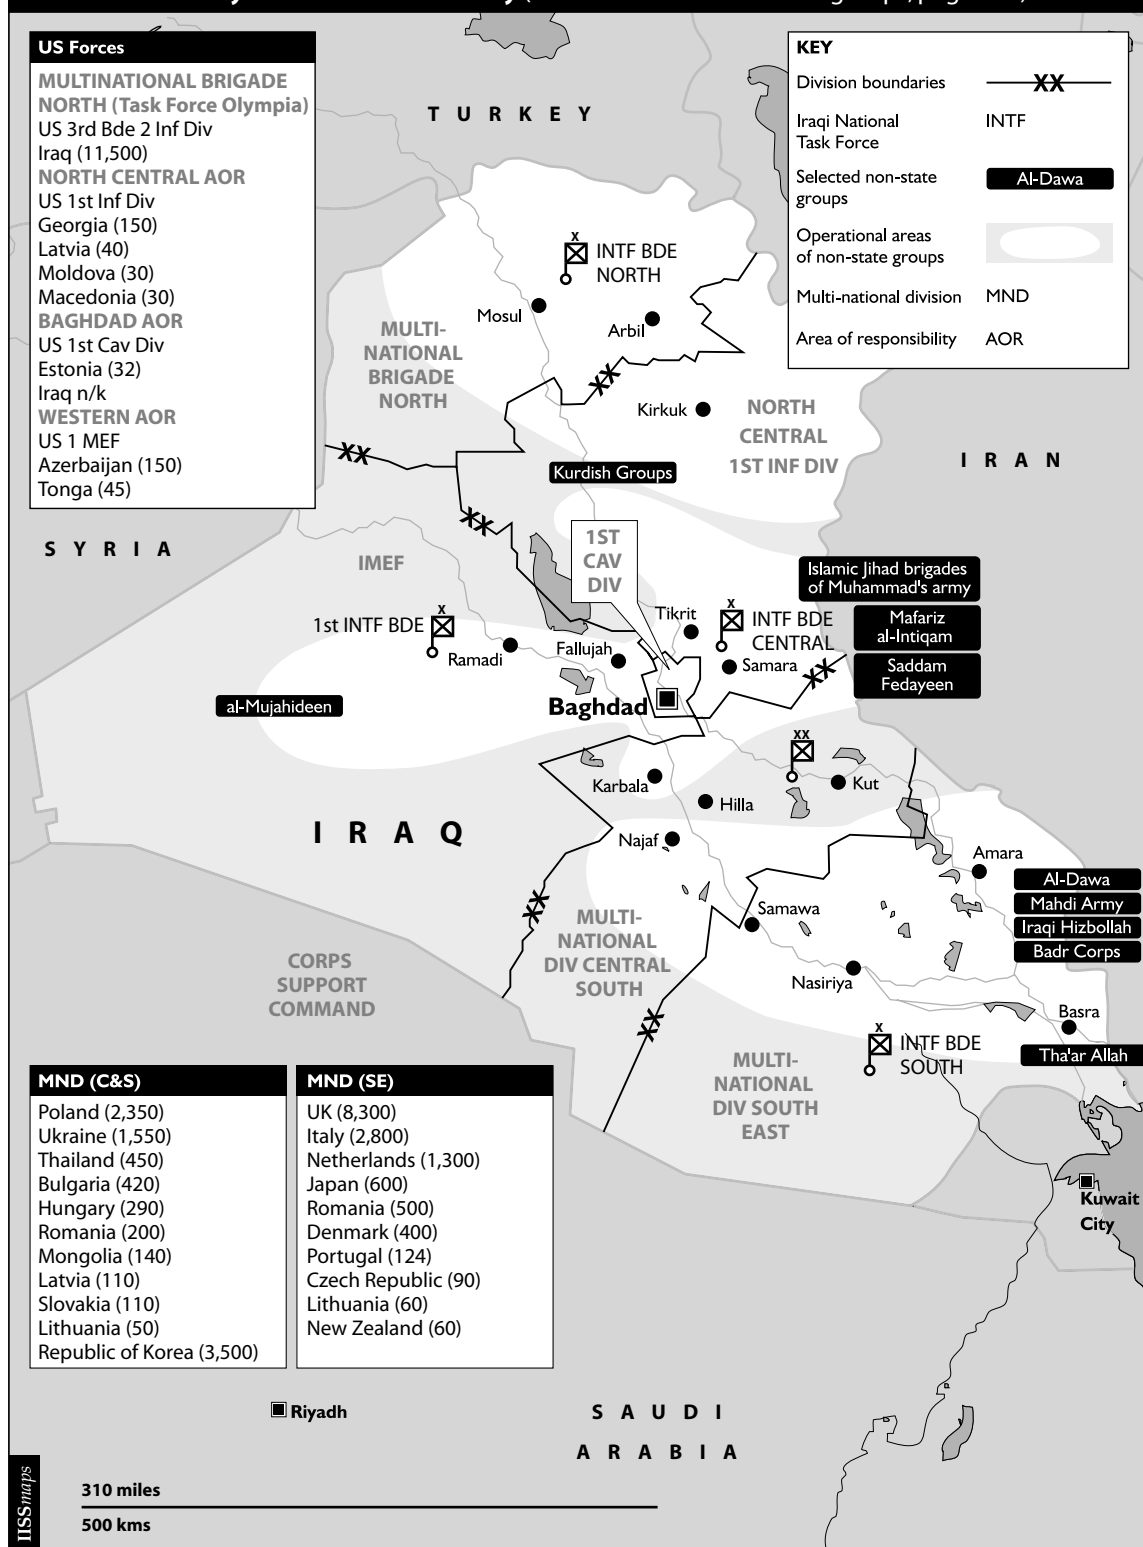 US Forces
MULTINATIONAL BRIGADE
NORTH (Task Force Olympia)
US 3rd Bde 2 Inf Div
Iraq (11,500)
NORTH CENTRAL AOR
US 1st Inf Div
Georgia (150)
Latvia (40)
Moldova (30)
Macedonia (30)
BAGHDAD AOR
US 1st Cav Div
Estonia (32)
Iraq n/k
WESTERN AOR
US 1 MEF
Azerbaijan (150)
Tonga (45)
KEY
Division boundaries
XX
Iraqi National
Task Force
INTF
Selected non-state
groups
Al-Dawa
Operational areas
of non-state groups
Multi-national division
MND
Area of responsibility
AOR
TURKEY
X
INTF BDE
NORTH
Mosul
Arbil
MULTI-
NATIONAL
BRIGADE
NORTH
XX
Kirkuk
NORTH
CENTRAL
1ST INF DIV
IRAN
XX
Kurdish Groups
XX
SYRIA
1ST
CAV
DIV
IMEF
Islamic Jihad brigades
of Muhammad's army
Mafariz
al-Intiqam
Saddam
Fedayeen
X
1st INTF BDE
Ramadi
Fallujah
Tikrit
X
INTF BDE
CENTRAL
Samara
XX
al-Mujahideen
Baghdad
XX
Karbala
Kut
Hilla
IRAQ
Najaf
Amara
Al-Dawa
Mahdi Army
Iraqi Hizbollah
Badr Corps
XX
MULTI-
NATIONAL
DIV CENTRAL
SOUTH
Samawa
CORPS
SUPPORT
COMMAND
Nasiriya
Basra
XX
X
INTF BDE
SOUTH
Tha'ar Allah
MULTI-
NATIONAL
DIV SOUTH
EAST
Kuwait
City
MND (C&S)
Poland (2,350)
Ukraine (1,550)
Thailand (450)
Bulgaria (420)
Hungary (290)
Romania (200)
Mongolia (140)
Latvia (110)
Slovakia (110)
Lithuania (50)
Republic of Korea (3,500)
MND (SE)
UK (8,300)
Italy (2,800)
Netherlands (1,300)
Japan (600)
Romania (500)
Denmark (400)
Portugal (124)
Czech Republic (90)
Lithuania (60)
New Zealand (60)
Riyadh
SAUDI
ARABIA
IISSmaps
310 miles
500 kms